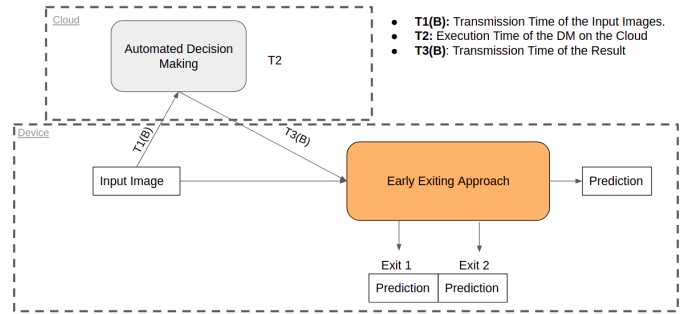 Cloud
Automated Decision
Making
T2
● T1(B): Transmission Time of the Input Images.
● T2: Execution Time of the DM on the Cloud
● T3(B): Transmission Time of the Result
Device
T1(B)
T3(B)
Input Image
Early Exiting Approach
Prediction
Exit 1
Exit 2
Prediction
Prediction